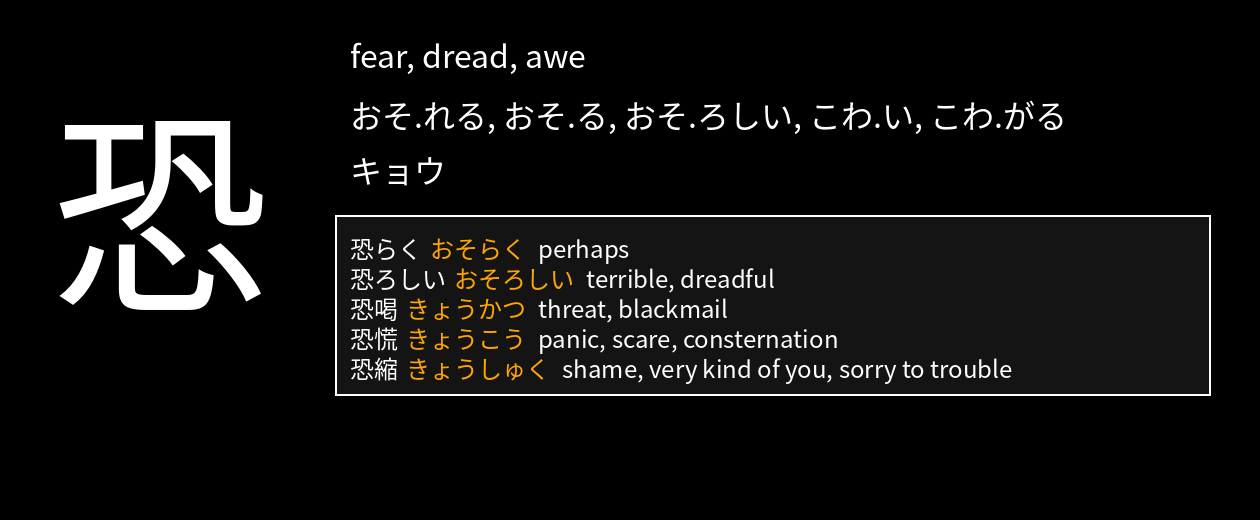 恐
fear, dread, awe
おそ.れる, おそ.る, おそ.ろしい, こわ.い, こわ.がる
キョウ
恐らく おそらく perhaps
恐ろしい おそろしい terrible, dreadful
恐喝 きょうかつ threat, blackmail
恐慌 きょうこう panic, scare, consternation
恐縮 きょうしゅく shame, very kind of you, sorry to trouble